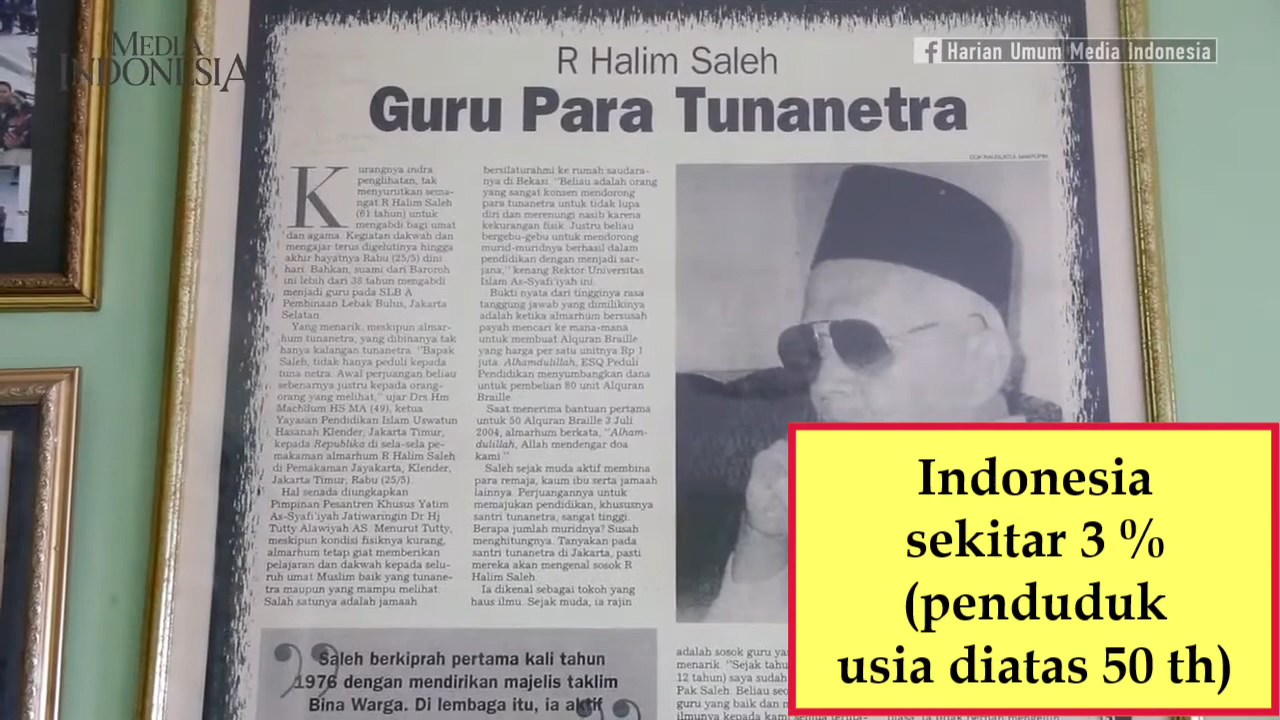 MEDIA
INDONESIA
Harian Umum Media Indonesia
R Halim Saleh
Guru Para Tunanetra
Kurangnya indra
penglihatan, tak
menyurutkan sema-
ngat R Halim Saleh
(61 tahun) untuk
mengabdi bagi umat
dan agama. Kegiatan dakwah dan
mengajar terus digelutinya hingga
akhir hayatnya Rabu (25/5) dini
hari. Bahkan, suami dari Baroroh
ini lebih dari 38 tahun mengabdi
menjadi guru pada SLB A
Pembinaan Lebak Bulus, Jakarta
Selatan.
Yang menarik, meskipun almar-
hum tunanetra, yang dibinanya tak
hanya kalangan tunanetra. "Bapak
Saleh, tidak hanya peduli kepada
tuna netra. Awal perjuangan beliau
sebenarnya justru kepada orang-
orang yang melihat," ujar Drs Hm
Machdum HS MA (49), ketua
Yayasan Pendidikan Islam Uswatun
Hasanah Klender, Jakarta Timur,
kepada Republika di sela-sela pe-
makaman almarhum R Halim Saleh
di Pemakaman Jayakarta, Klender,
Jakarta Timur, Rabu (25/5).
Hal senada diungkapkan
Pimpinan Pesantren Khusus Yatim
As-Syafi'iyah Jatiwaringin Dr Hj
Tutty Alawiyah AS. Menurut Tutty,
meskipun kondisi fisiknya kurang,
almarhum tetap giat memberikan
pelajaran dan dakwah kepada selu-
ruh umat Muslim baik yang tunane-
tra maupun yang mampu melihat.
Salah satunya adalah jamaah
bersilaturahmi ke rumah saudara-
nya di Bekasi. "Beliau adalah orang
yang sangat konsen mendorong
para tunanetra untuk tidak lupa
diri dan merenungi nasib karena
kekurangan fisik. Justru beliau
bergebu-gebu untuk mendorong
murid-muridnya berhasil dalam
pendidikan dengan menjadi sar-
jana," kenang Rektor Universitas
Islam As-Syafi'iyah ini.
Bukti nyata dari tingginya rasa
tanggung jawab yang dimilikinya
adalah ketika almarhum bersusah
payah mencari ke mana-mana
untuk membuat Alquran Braille
yang harga per satu unitnya Rp 1
juta. Alhamdulillah, ESQ Peduli
Pendidikan menyumbangkan dana
untuk pembelian 80 unit Alquran
Braille.
Saat menerima bantuan pertama
untuk 50 Alquran Braille 3 Juli
2004, almarhum berkata, "Alham-
dulillah, Allah mendengar doa
kami."
Saleh sejak muda aktif membina
para remaja, kaum ibu serta jamaah
lainnya. Perjuangannya untuk
memajukan pendidikan, khususnya
santri tunanetra, sangat tinggi.
Berapa jumlah muridnya? Susah
menghitungnya. Tanyakan pada
santri tunanetra di Jakarta, pasti
mereka akan mengenal sosok R
Halim Saleh.
Ia dikenal sebagai tokoh yang
haus ilmu. Sejak muda, ia rajin
Saleh berkiprah pertama kali tahun
1976 dengan mendirikan majelis taklim
Bina Warga. Di lembaga itu, ia aktif
adalah sosok guru
menarik. "Sejak
12 tahun) saya sudah
Pak Saleh. Beliau
guru yang baik dan
Indonesia
sekitar 3 %
(penduduk
usia diatas 50 th)